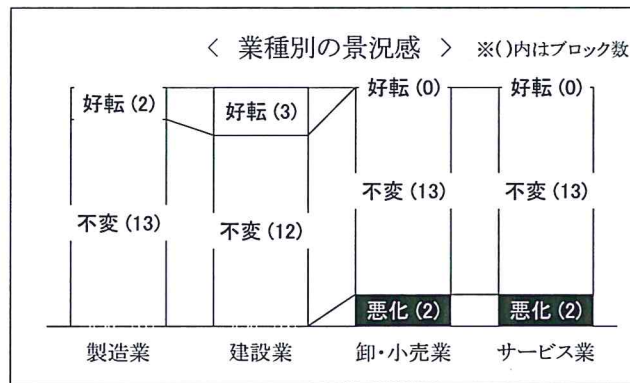 < 業種別の景況感 > ※()内はブロック数
好転 (2) 好転 (3) 好転 (0) 好転 (0)
不変 (13) 不変 (12) 不変 (13) 不変 (13)
悪化 (2) 悪化 (2)
製造業 建設業 卸・小売業 サービス業